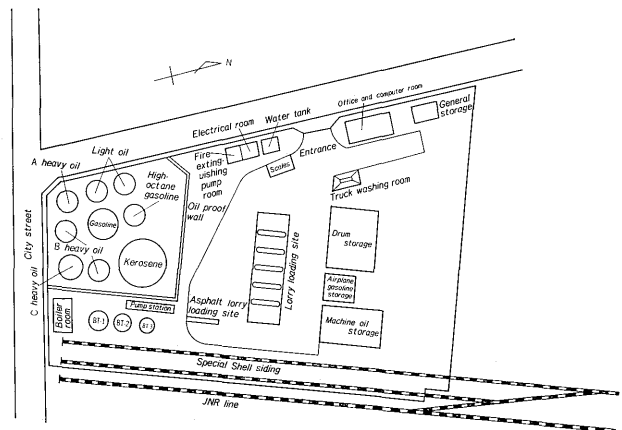 N
Office and computer room
General
storage
Water tank
Electrical room
Entrance
Scales
Fire-
exting-
uishing
pump
room
Light oil
A heavy oil
High-
octane
gasoline
Oil proof
wall
Truck washing room
Gasoline
B heavy oil
Kerosene
City street
C heavy oil
Drum
storage
Lorry loading site
Airplane
gasoline
storage
Machine oil
storage
Pump station
Asphalt lorry
loading site
Boiler
room
BT-1
BT-2
BT-3
Special Shell siding
JNR line